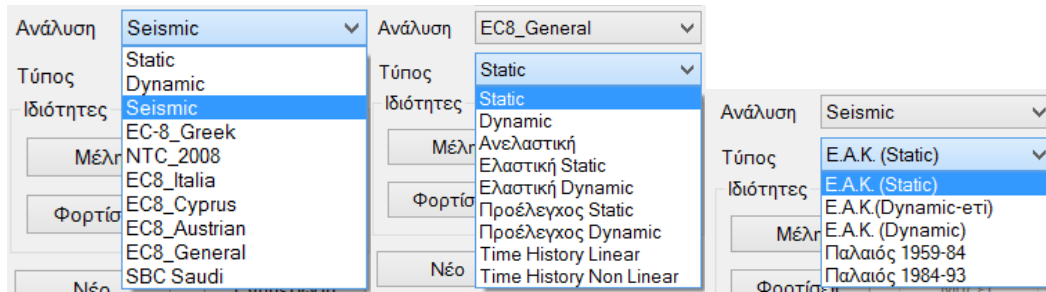 Ανάλυση Seismic
Static
Τύπος
Dynamic
Ιδιότητες
Seismic
EC-8_Greek
Μέλη
NTC_2008
EC8_Italia
Φορτίσ
EC8_Cyprus
EC8_Austrian
EC8_General
Νέο
SBC Saudi
Ανάλυση EC8_General
Τύπος Static
Ιδιότητες
Static
Dynamic
Μέλη
Ανελαστική
Ελαστική Static
Φορτίσ
Ελαστική Dynamic
Προέλεγχος Static
Προέλεγχος Dynamic
Νέο
Time History Linear
Time History Non Linear
Ανάλυση Seismic
Τύπος Ε.Α.Κ. (Static)
Ιδιότητες
Ε.Α.Κ. (Static)
Ε.Α.Κ.(Dynamic-ετι)
Μέλη
Ε.Α.Κ. (Dynamic)
Παλαιός 1959-84
Φορτίσει
Παλαιός 1984-93